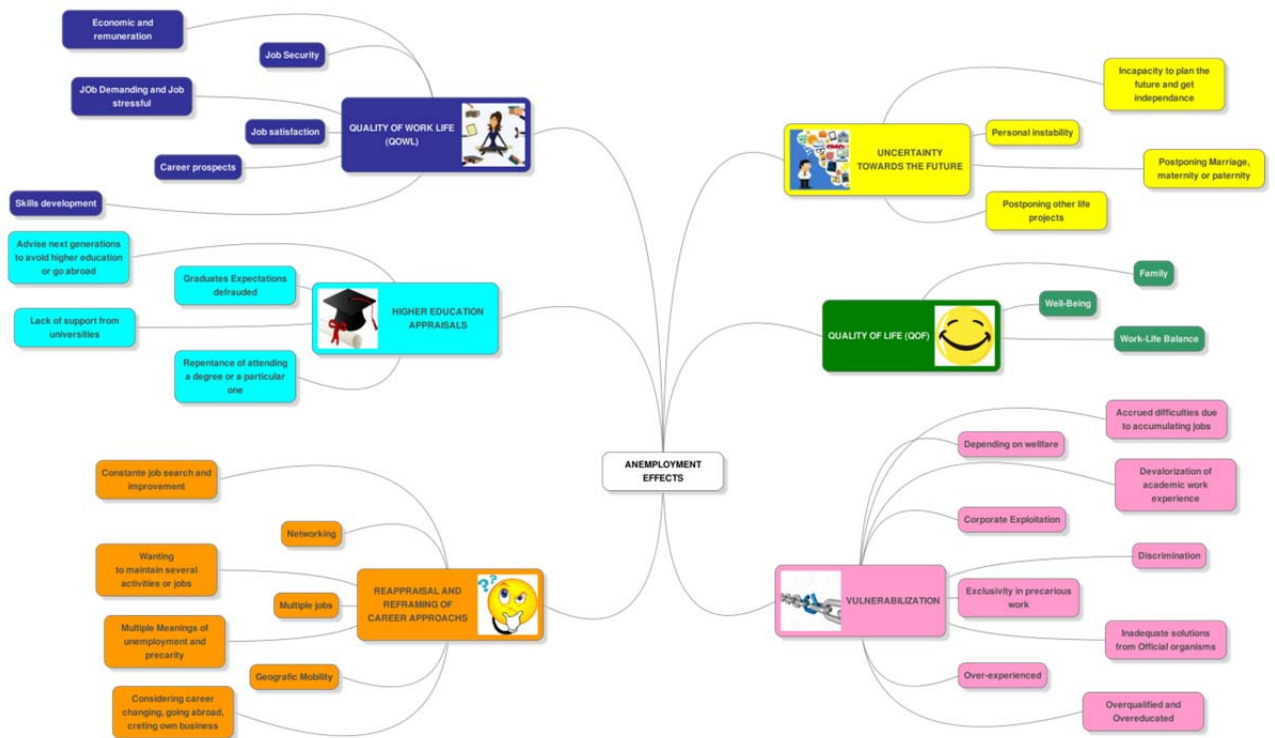 Economic and
remuneration
Job Security
JOb Demanding and Job
stressful
Job satisfaction
Career prospects
Skills development
QUALITY OF WORK LIFE
(QOWL)
Advise next generations
to avoid higher education
or go abroad
Graduates Expectations
defrauded
Lack of support from
universities
Repentance of attending
a degree or a particular
one
HIGHER EDUCATION
APPRAISALS
Constante job search and
improvement
Networking
Wanting
to maintain several
activities or jobs
Multiple jobs
Multiple Meanings of
unemployment and
precarity
Geografic Mobility
Considering career
changing, going abroad,
creting own business
REAPPRAISAL AND
REFRAMING OF
CAREER APPROACHS
??
ANEMPLOYMENT
EFFECTS
UNCERTAINTY
TOWARDS THE FUTURE
Incapacity to plan the
future and get
independance
Personal instability
Postponing Marriage,
maternity or paternity
Postponing other life
projects
QUALITY OF LIFE (QOF)
Family
Well-Being
Work-Life Balance
VULNERABILIZATION
Accrued difficulties due
to accumulating jobs
Depending on wellfare
Devalorization of
academic work
experience
Corporate Exploitation
Discrimination
Exclusivity in precarious
work
Inadequate solutions
from Official organisms
Over-experienced
Overqualified and
Overeducated